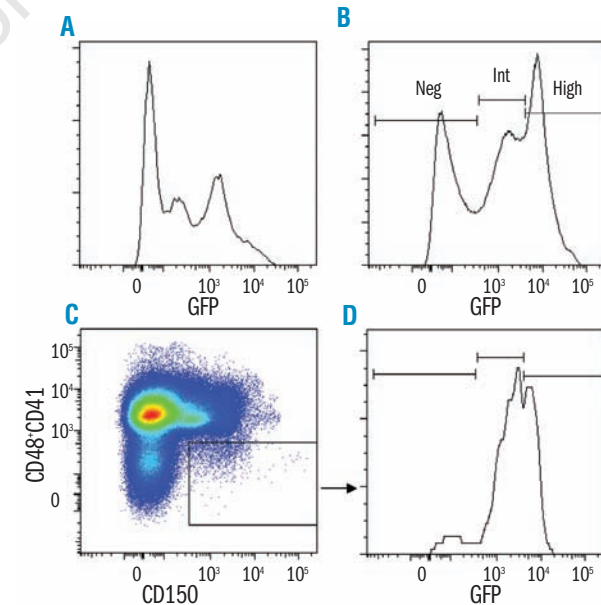 A
0 10³ 10⁴ 10⁵
GFP
B
Neg Int High
0 10³ 10⁴ 10⁵
GFP
C
CD48⁺CD41
10⁵
10⁴
10³
0
0 10³ 10⁴ 10⁵
CD150
D
0 10³ 10⁴ 10⁵
GFP